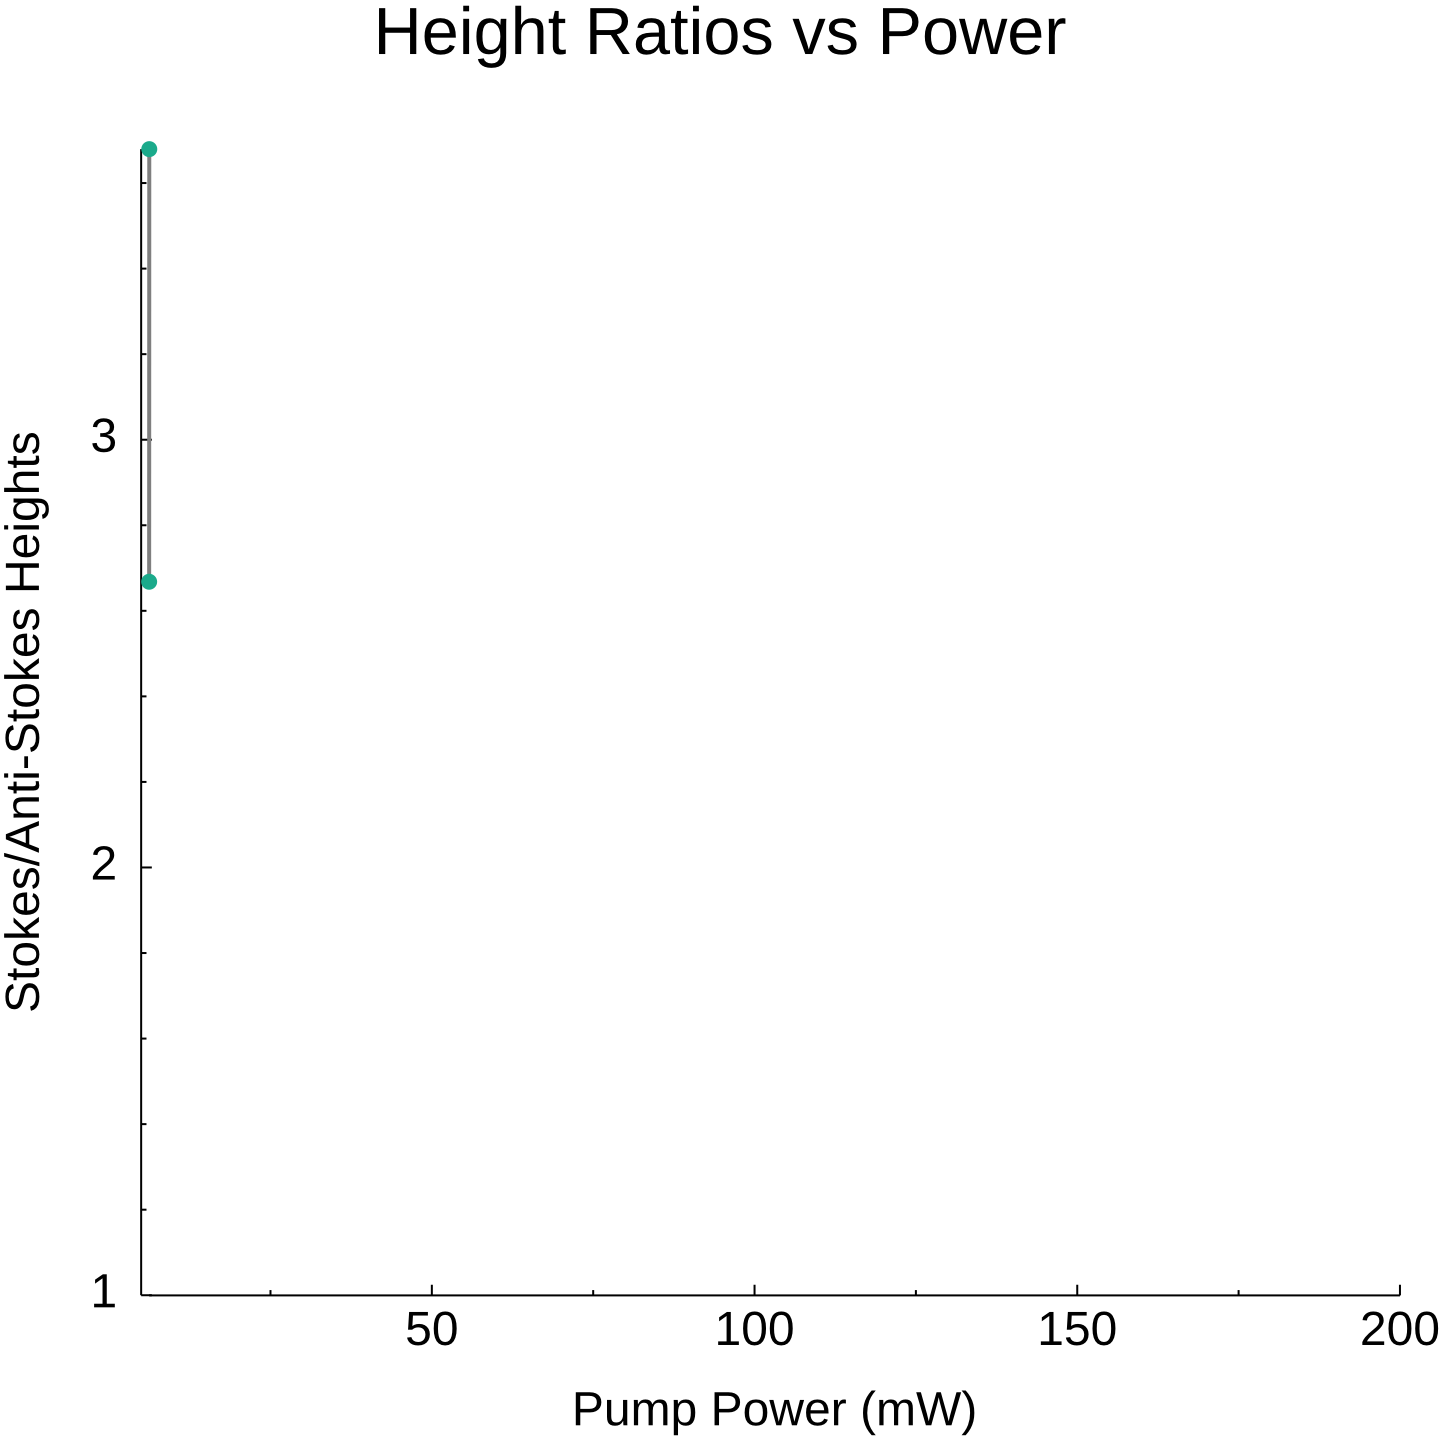 Height Ratios vs Power
Stokes/Anti-Stokes Heights
3
2
1
50 100 150 200
Pump Power (mW)